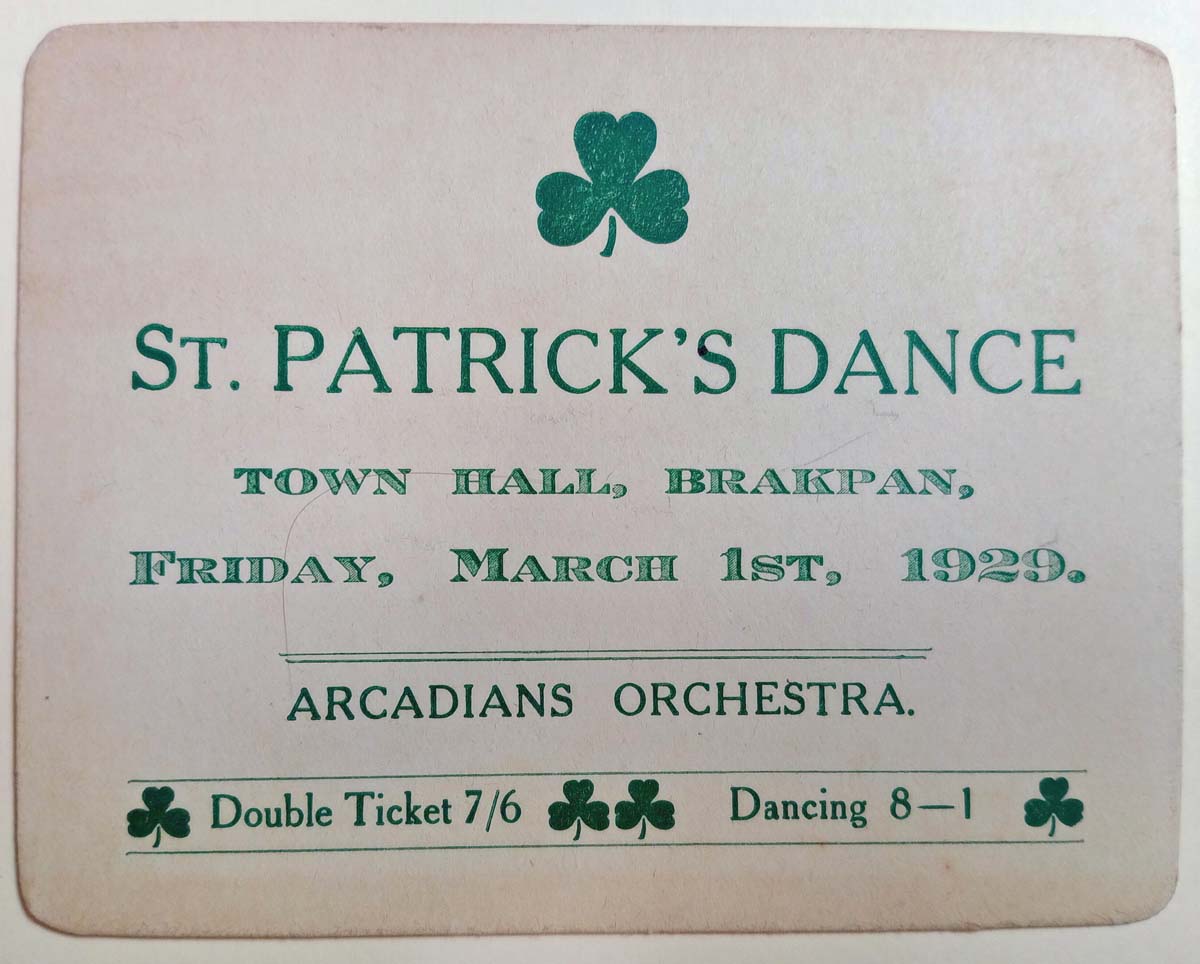 ST. PATRICK'S DANCE
TOWN HALL, BRAKPAN,
FRIDAY, MARCH 1ST, 1929.
ARCADIANS ORCHESTRA.
Double Ticket 7/6 Dancing 8—1